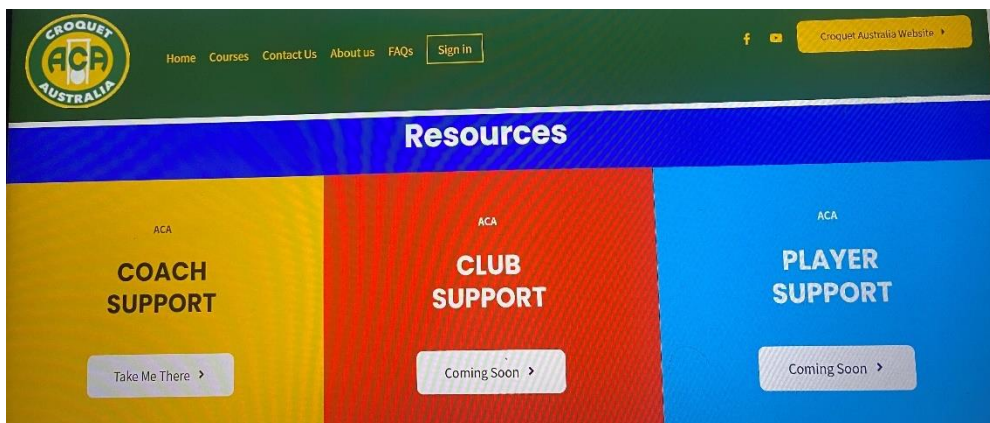 CROQUET
ACA
AUSTRALIA
Home Courses Contact Us About us FAQs Sign in
Croquet Australia Website
Resources
ACA
COACH
SUPPORT
Take Me There
ACA
CLUB
SUPPORT
Coming Soon
ACA
PLAYER
SUPPORT
Coming Soon